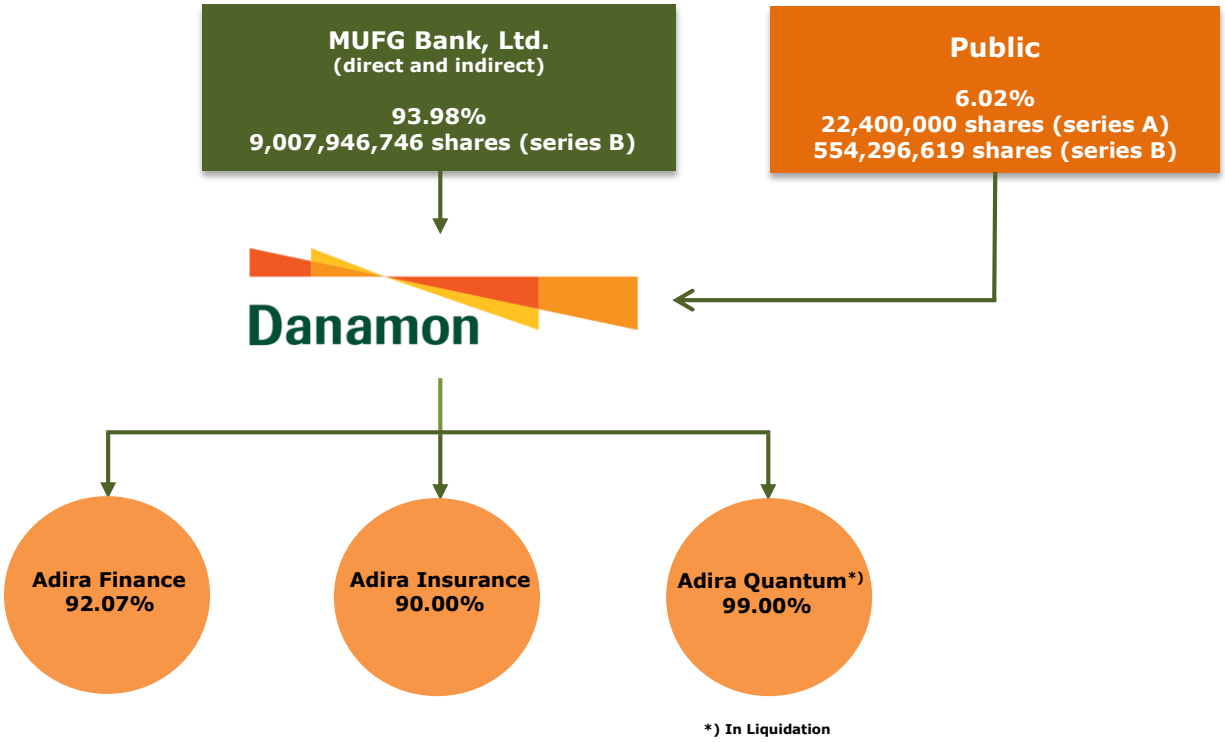 MUFG Bank, Ltd.
(direct and indirect)
93.98%
9,007,946,746 shares (series B)
Public
6.02%
22,400,000 shares (series A)
554,296,619 shares (series B)
Danamon
Adira Finance
92.07%
Adira Insurance
90.00%
Adira Quantum*)
99.00%
*) In Liquidation